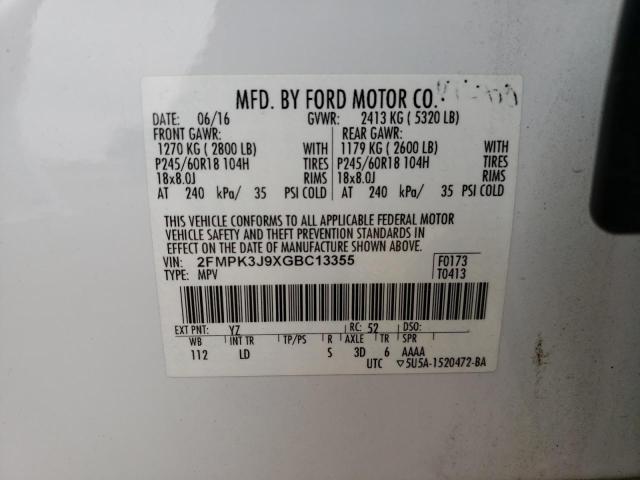 MFD. BY FORD MOTOR CO.
DATE: 06/16 GVWR: 2413 KG ( 5320 LB)
FRONT GAWR: REAR GAWR:
1270 KG ( 2800 LB) WITH 1179 KG ( 2600 LB) WITH
P245/60R18 104H TIRES P245/60R18 104H TIRES
18x8.0J RIMS 18x8.0J RIMS
AT 240 kPa/ 35 PSI COLD AT 240 kPa/ 35 PSI COLD
THIS VEHICLE CONFORMS TO ALL APPLICABLE FEDERAL MOTOR
VEHICLE SAFETY AND THEFT PREVENTION STANDARDS IN
EFFECT ON THE DATE OF MANUFACTURE SHOWN ABOVE.
VIN: 2FMPK3J9XGBC13355 F0173
TYPE: MPV T0413
EXT PNT: YZ RC: 52 DSO:
WB INT TR TP/PS R AXLE TR SPR
112 LD S 3D 6 AAAA
UTC ▽5U5A-1520472-BA